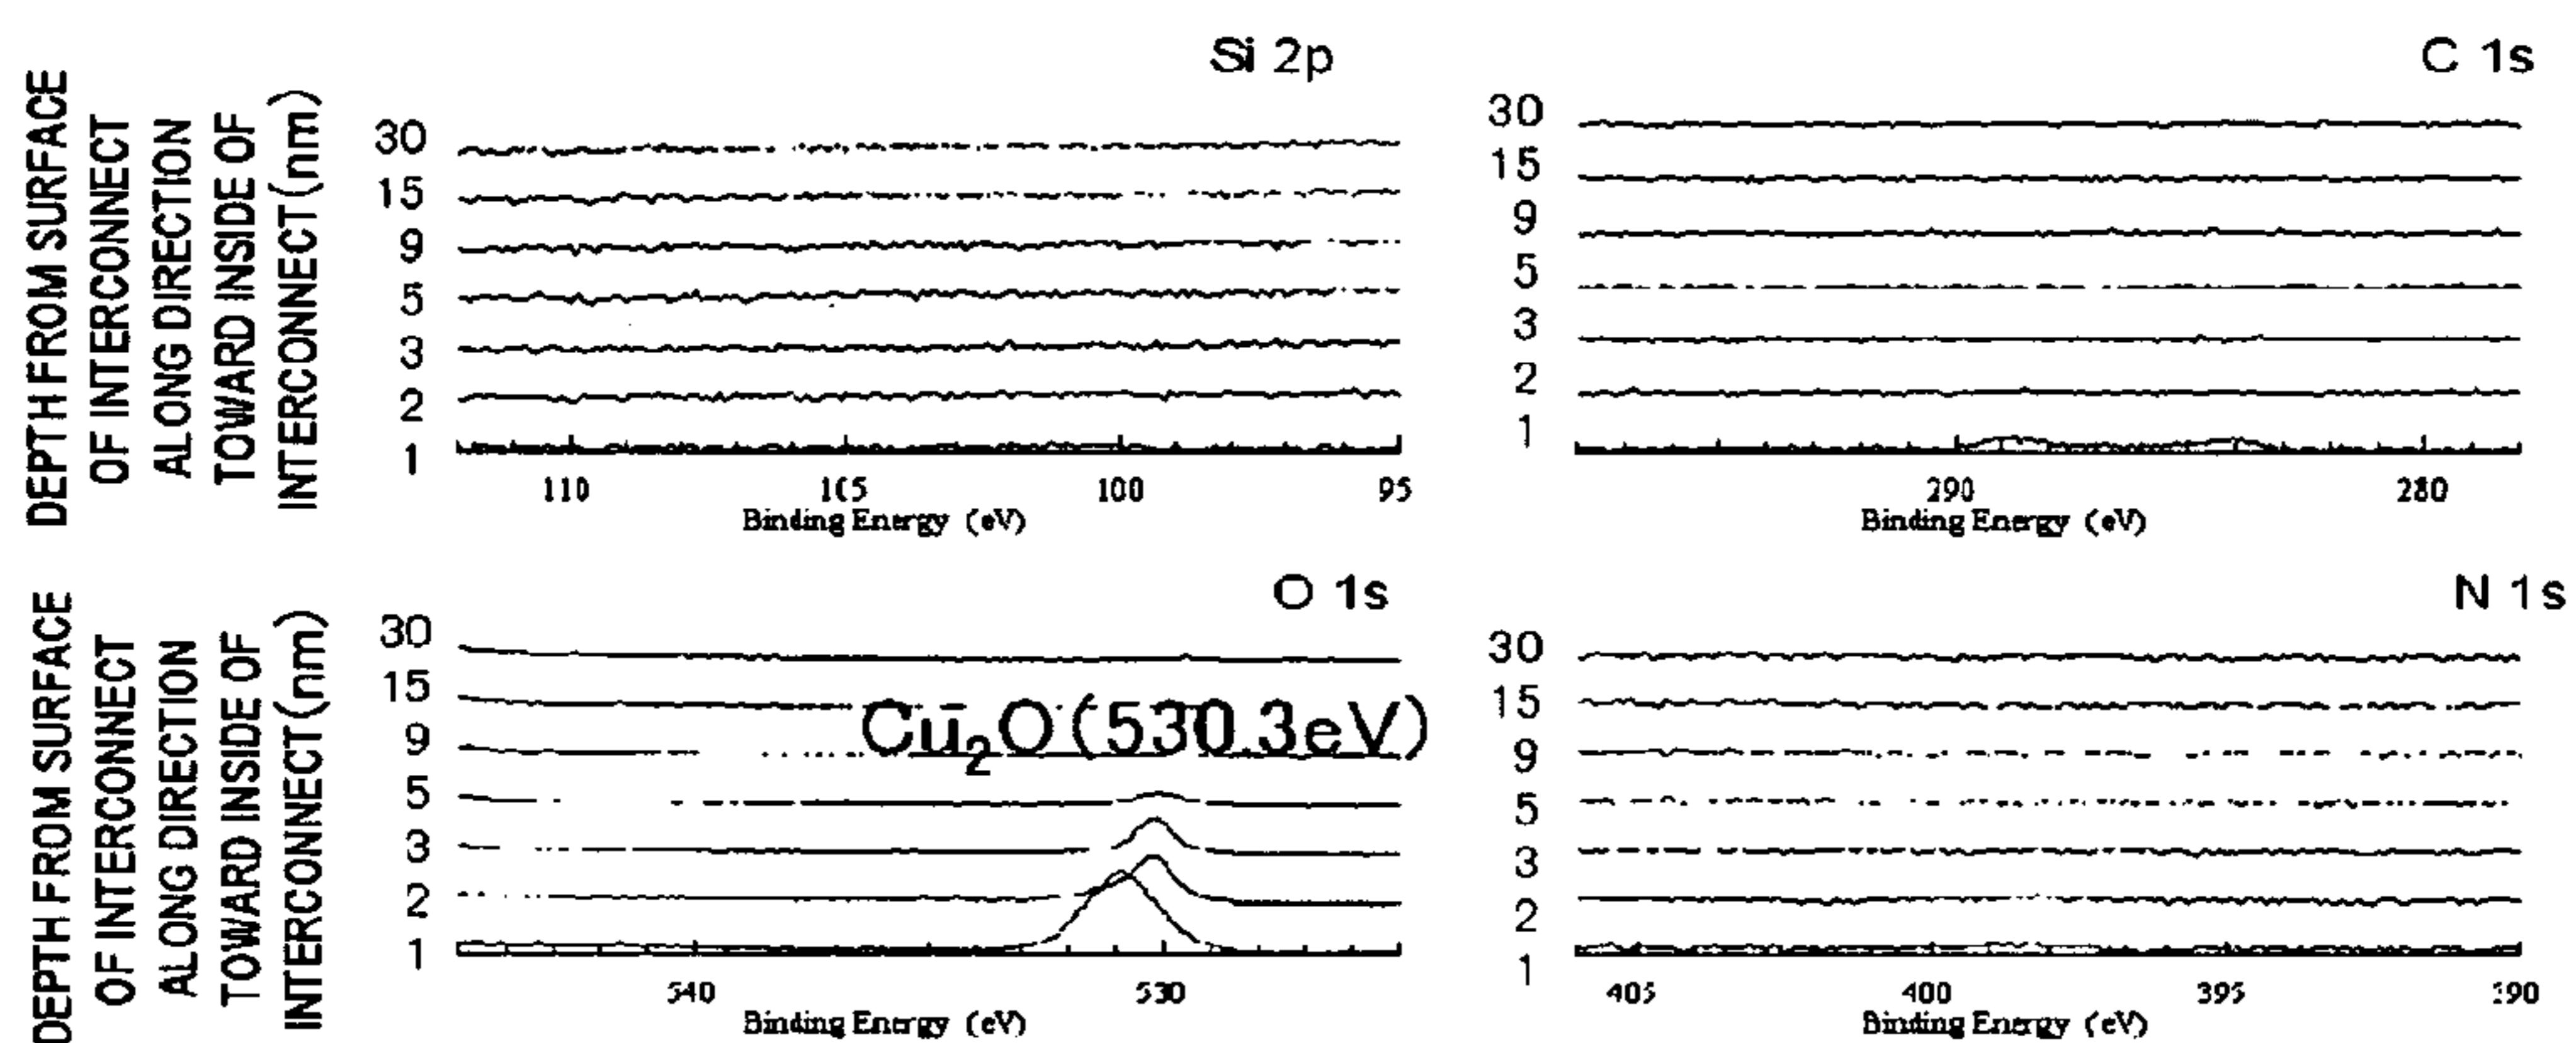 Si 2p
C 1s
DEPTH FROM SURFACE
OF INTERCONNECT
ALONG DIRECTION
TOWARD INSIDE OF
INTERCONNECT(nm)
30
15
9
5
3
2
1
110
105
100
95
Binding Energy (eV)
30
15
9
5
3
2
1
290
280
Binding Energy (eV)
O 1s
N 1s
DEPTH FROM SURFACE
OF INTERCONNECT
ALONG DIRECTION
TOWARD INSIDE OF
INTERCONNECT(nm)
30
15
9
5
3
2
1
Cu₂O(530.3eV)
540
530
Binding Energy (eV)
30
15
9
5
3
2
1
405
400
395
390
Binding Energy (eV)